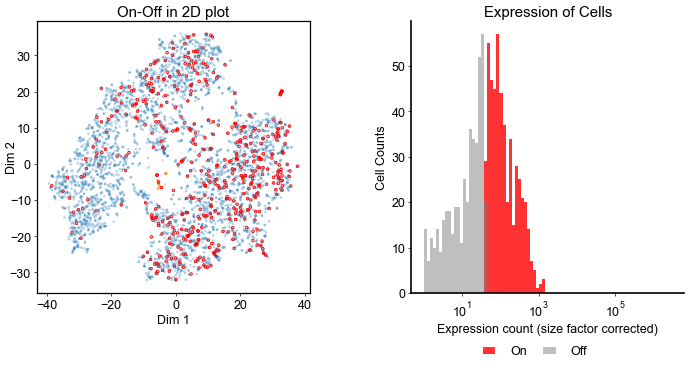 On-Off in 2D plot
Dim 2
30
20
10
0
−10
−20
−30
−40
−20
0
20
40
Dim 1
Expression of Cells
Cell Counts
50
40
30
20
10
0
10^1
10^3
10^5
Expression count (size factor corrected)
On
Off